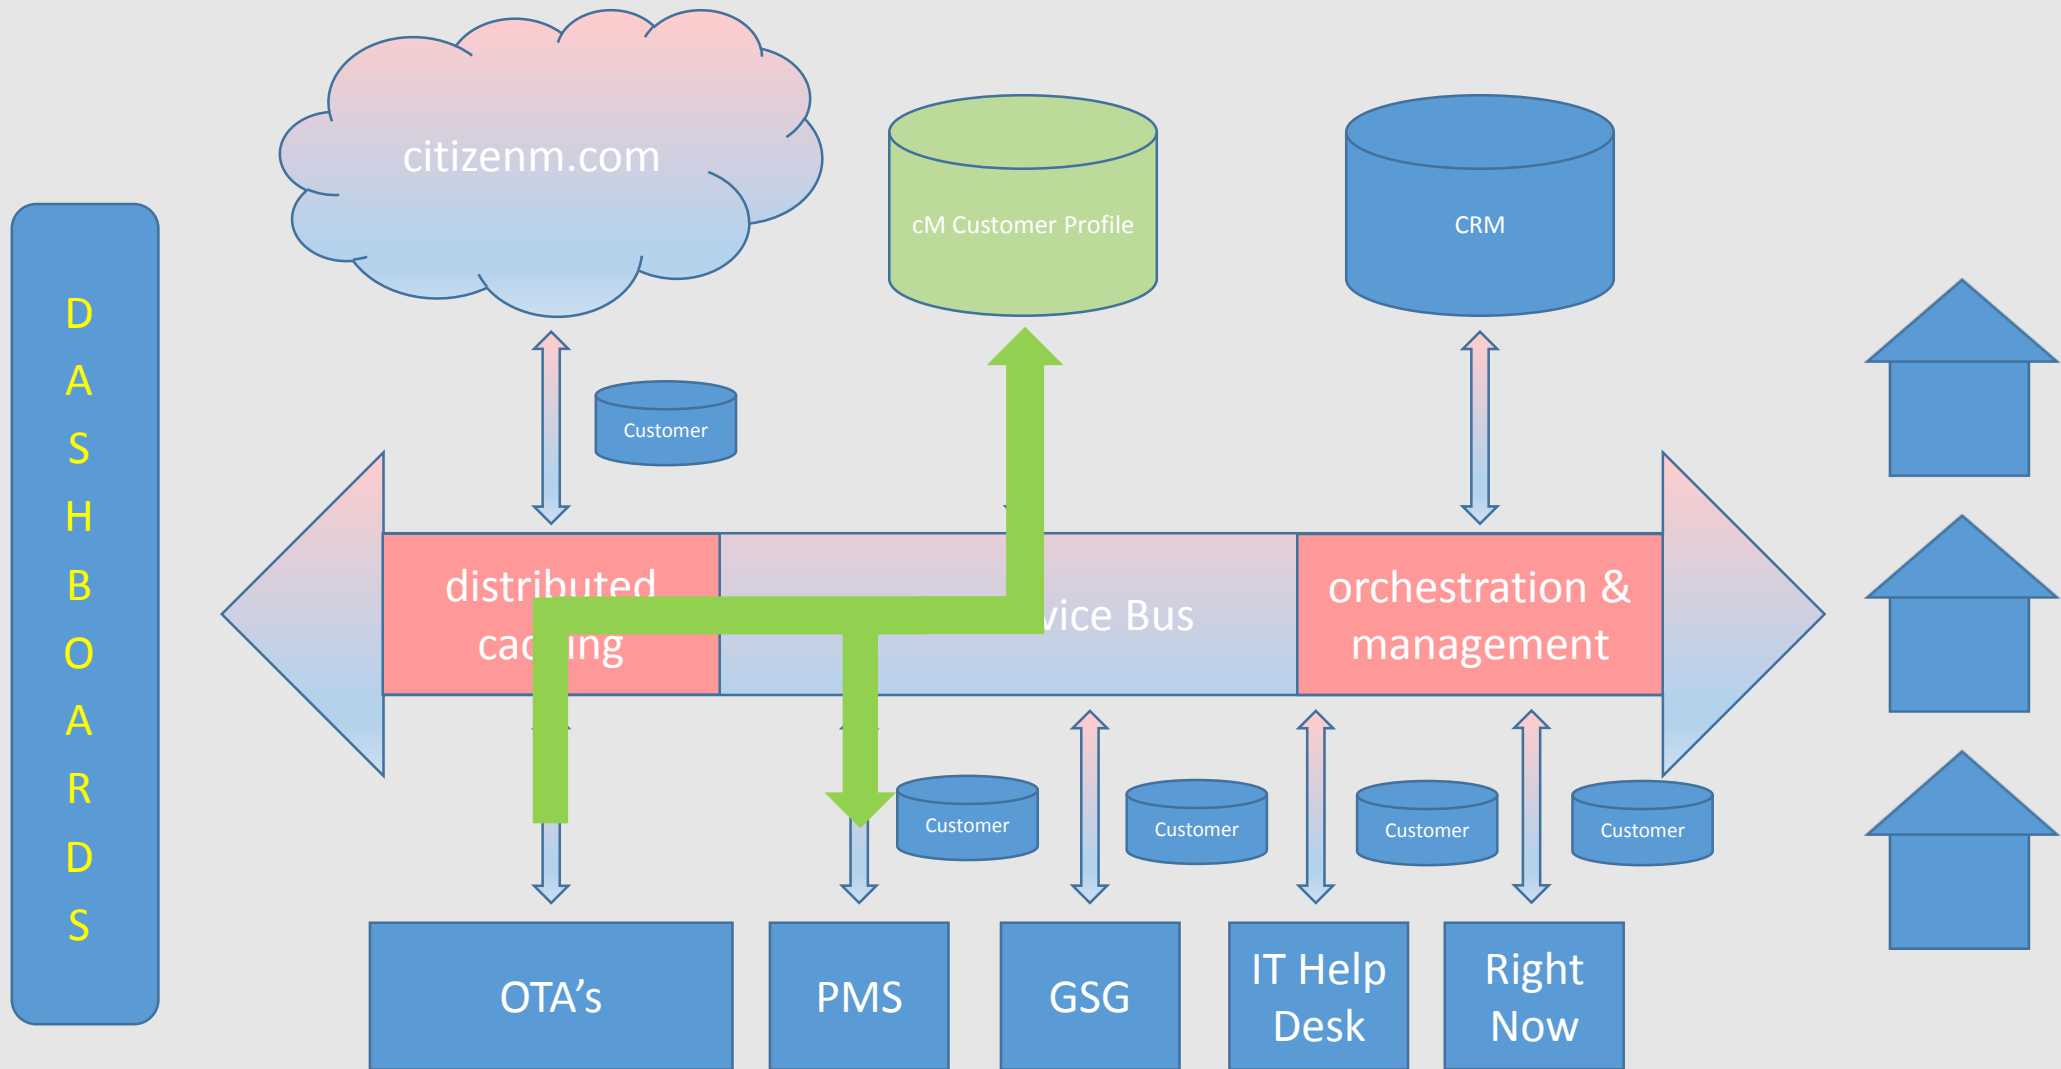 citizenm.com
cM Customer Profile
CRM
D
A
S
H
B
O
A
R
D
S
Customer
distributed
vice Bus
orchestration &
management
Customer
Customer
Customer
Customer
OTA's
PMS
GSG
IT Help
Desk
Right
Now